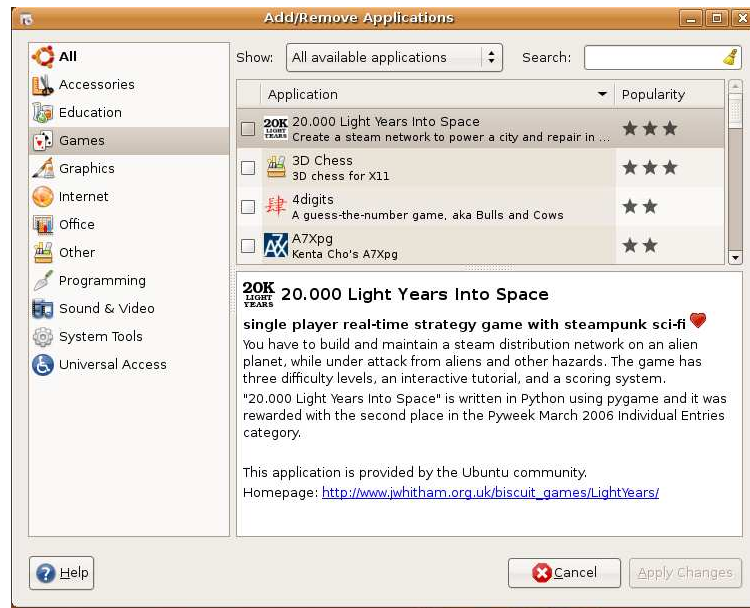 Add/Remove Applications
All
Accessories
Education
Games
Graphics
Internet
Office
Other
Programming
Sound & Video
System Tools
Universal Access
Show: All available applications Search:
Application Popularity
20K LIGHT YEARS
20.000 Light Years Into Space
Create a steam network to power a city and repair in ...
3D Chess
3D chess for X11
肆
4digits
A guess-the-number game, aka Bulls and Cows
A7X
A7Xpg
Kenta Cho's A7Xpg
20K
LIGHT
YEARS
20.000 Light Years Into Space
single player real-time strategy game with steampunk sci-fi
You have to build and maintain a steam distribution network on an alien
planet, while under attack from aliens and other hazards. The game has
three difficulty levels, an interactive tutorial, and a scoring system.
"20.000 Light Years Into Space" is written in Python using pygame and it was
rewarded with the second place in the Pyweek March 2006 Individual Entries
category.
This application is provided by the Ubuntu community.
Homepage: http://www.jwhitham.org.uk/biscuit_games/LightYears/
Help
Cancel
Apply Changes